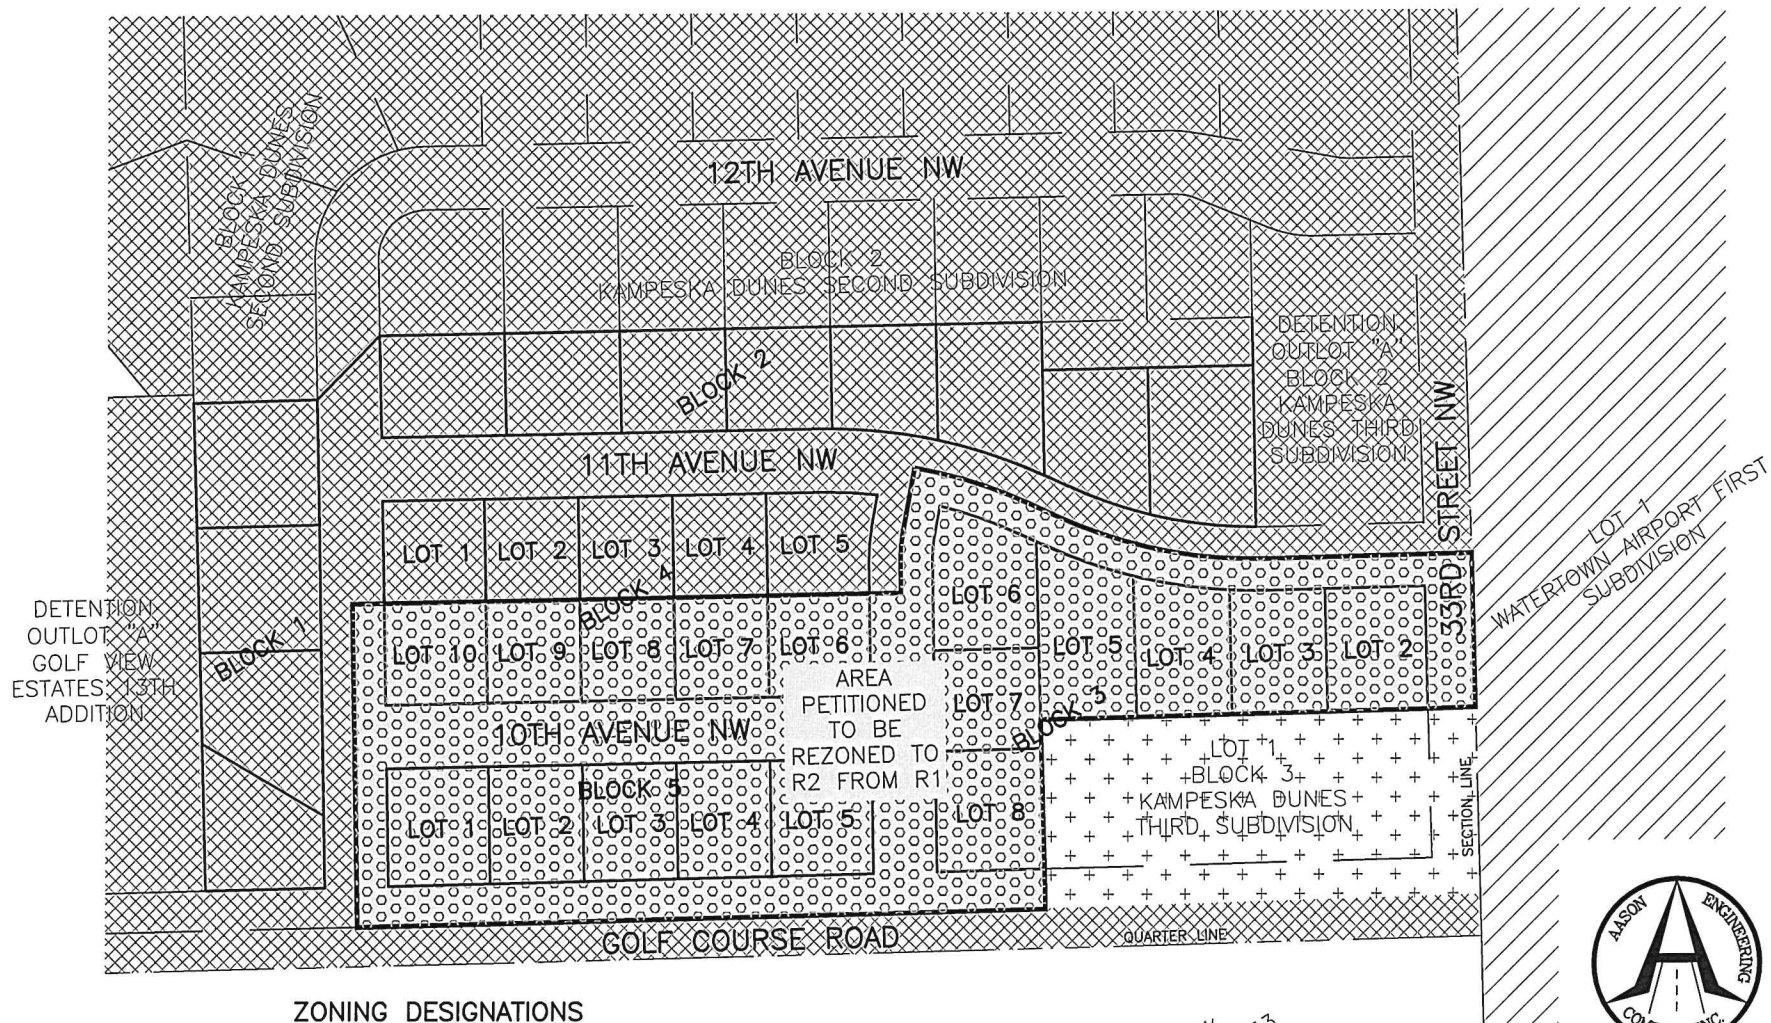 12TH AVENUE NW
BLOCK 1
KAMPESKA DUNES
SECOND SUBDIVISION
BLOCK 2
KAMPESKA DUNES SECOND SUBDIVISION
DETENTION
OUTLOT "A"
BLOCK 2
KAMPESKA
DUNES THIRD
SUBDIVISION
BLOCK 2
33RD STREET NW
11TH AVENUE NW
LOT 1
WATERTOWN AIRPORT FIRST
SUBDIVISION
LOT 1 LOT 2 LOT 3 LOT 4 LOT 5
BLOCK 4
LOT 6
DETENTION
OUTLOT "A"
GOLF VIEW
ESTATES 13TH
ADDITION
BLOCK 1
LOT 10 LOT 9 LOT 8 LOT 7 LOT 6
LOT 5 LOT 4 LOT 3 LOT 2
AREA
PETITIONED
TO BE
REZONED TO
R2 FROM R1
LOT 7
BLOCK 3
10TH AVENUE NW
LOT 1
BLOCK 3
KAMPESKA DUNES
THIRD SUBDIVISION
SECTION LINE
BLOCK 5
LOT 1 LOT 2 LOT 3 LOT 4 LOT 5
LOT 8
GOLF COURSE ROAD
QUARTER LINE
AASON
ENGINEERING
ZONING DESIGNATIONS